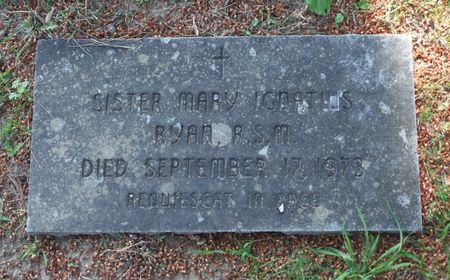 SISTER MARY IGNATIUS
RYAN, R.S.M
DIED SEPTEMBER 17, 1973
REQUIESCAT IN PACE